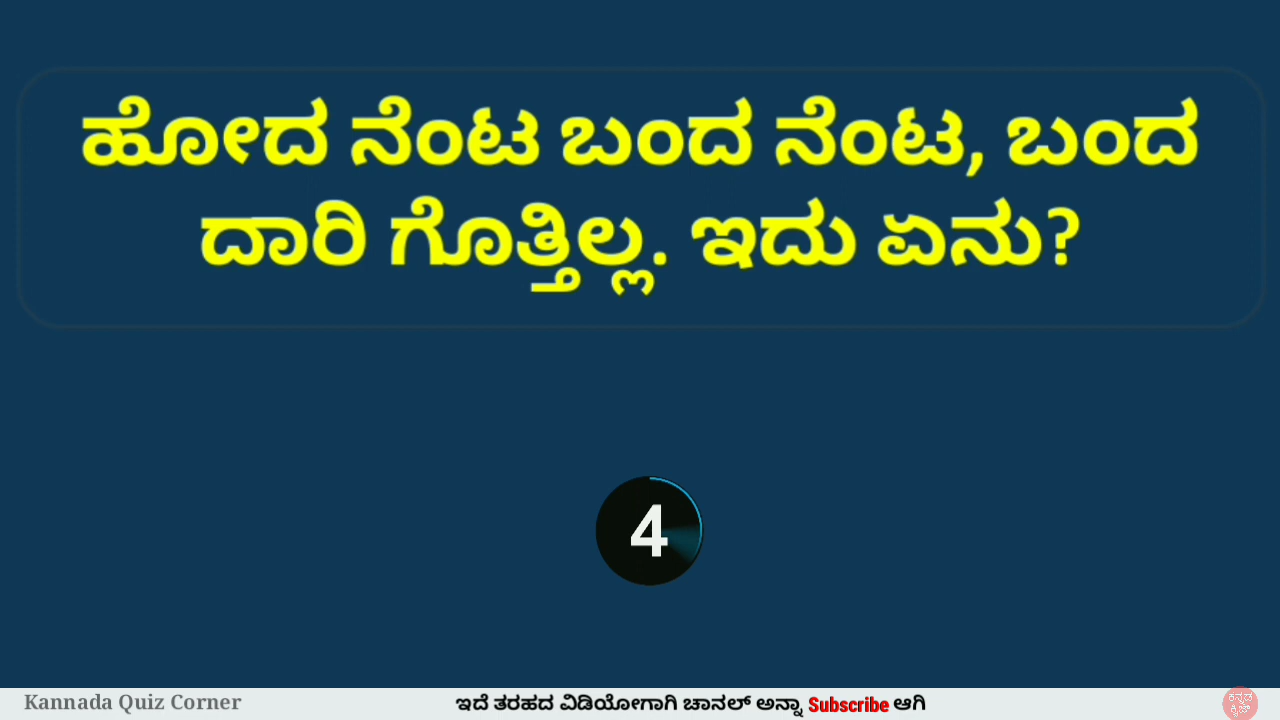 ಹೋದ ನೆಂಟ ಬಂದ ನೆಂಟ, ಬಂದ
ದಾರಿ ಗೊತ್ತಿಲ್ಲ. ಇದು ಏನು?
4
Kannada Quiz Corner
ಇದೆ ತರಹದ ವಿಡಿಯೋಗಾಗಿ ಚಾನಲ್ ಅನ್ನಾ Subscribe ಆಗಿ